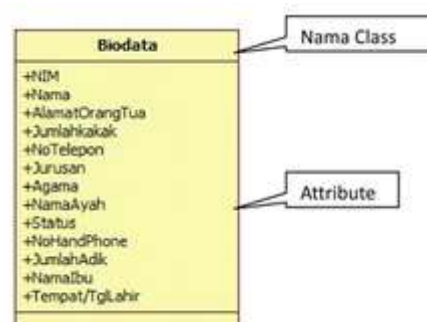 Biodata
Nama Class
+NIM
+Nama
+AlamatOrangTua
+Jumlahkakak
+NoTelepon
+Jurusan
+Agama
+NamaAyah
+Status
+NoHandPhone
+JumlahAdik
+NamaIbu
+Tempat/TglLahir
Attribute